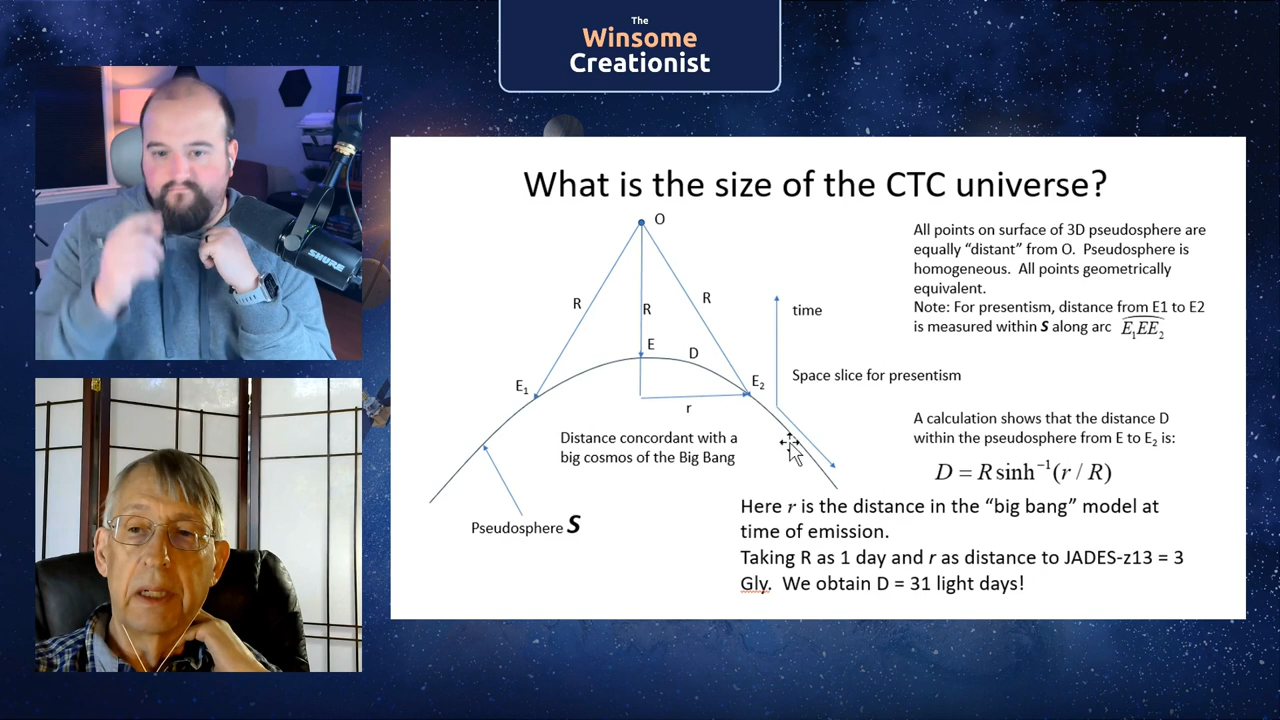 The
Winsome
Creationist
SHURE
What is the size of the CTC universe?
O
R
R
R
E
D
E₁
E₂
r
time
Space slice for presentism
Distance concordant with a
big cosmos of the Big Bang
Pseudosphere S
All points on surface of 3D pseudosphere are
equally “distant” from O. Pseudosphere is
homogeneous. All points geometrically
equivalent.
Note: For presentism, distance from E1 to E2
is measured within S along arc E₁EE₂
A calculation shows that the distance D
within the pseudosphere from E to E₂ is:
D = R sinh⁻¹(r / R)
Here r is the distance in the “big bang” model at
time of emission.
Taking R as 1 day and r as distance to JADES-z13 = 3
Gly. We obtain D = 31 light days!